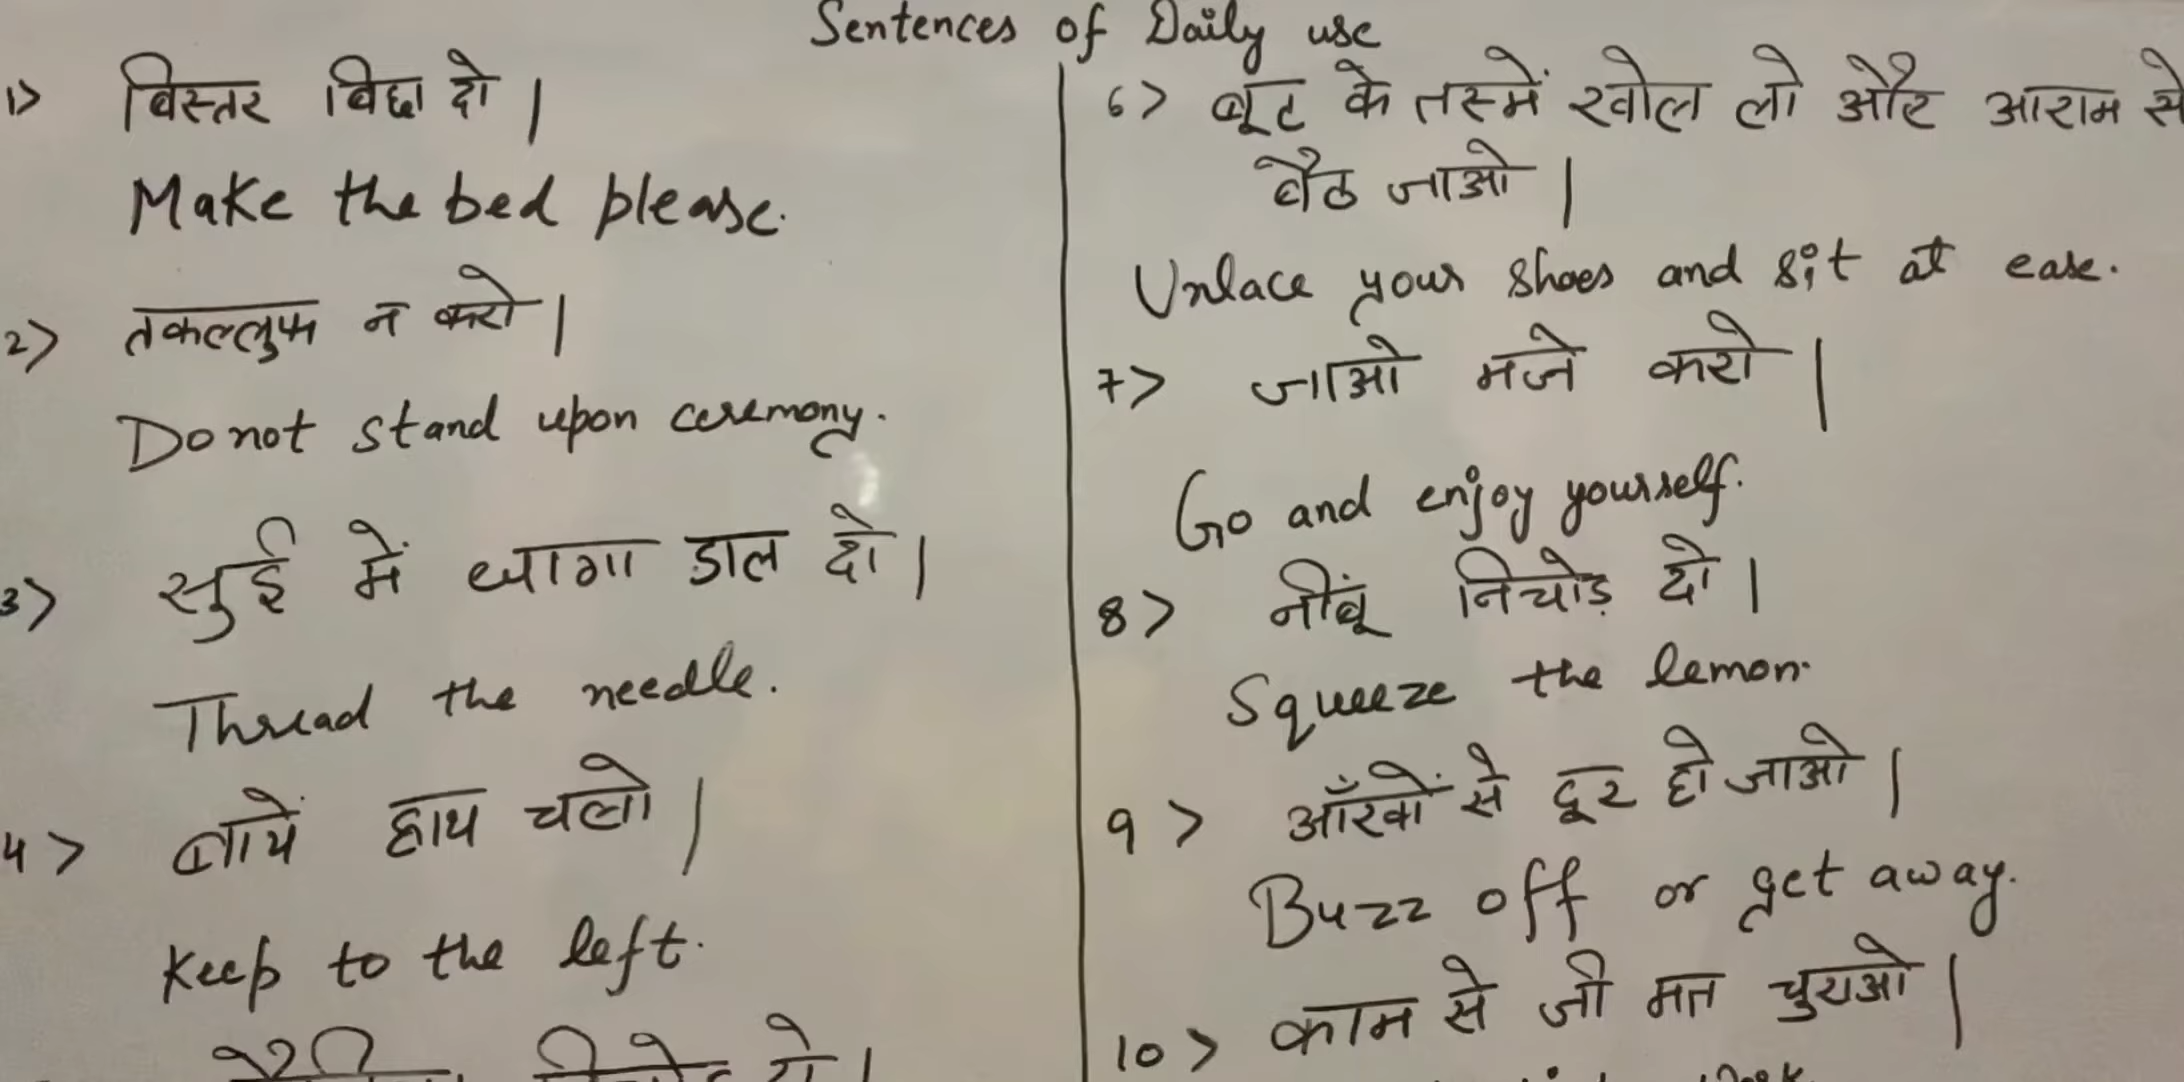 Sentences of Daily use
1> बिस्तर बिछा दो |
Make the bed please.
2> तकल्लुफ न करो |
Do not stand upon ceremony.
3> सुई में धागा डाल दो |
Thread the needle.
4> बायें हाथ चलो |
Keep to the left.
6> बूट के तस्में खोल लो और आराम से
बैठ जाओ |
Unlace your shoes and sit at ease.
7> जाओ मजे करो |
Go and enjoy yourself.
8> नींबू निचोड़ दो |
Squeeze the lemon.
9> आँखों से दूर हो जाओ |
Buzz off or get away.
10> काम से जी मत चुराओ |